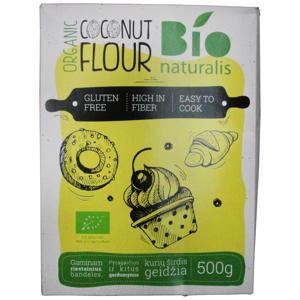 ORGANIC
COCONUT
FLOUR
Bio
naturalis
GLUTEN
FREE
HIGH IN
FIBER
EASY TO
COOK
Gaminam
riestainius
bandeles,
Pyragaičius
ir kitus
gardumynus
kurių širdis
geidžia
500g